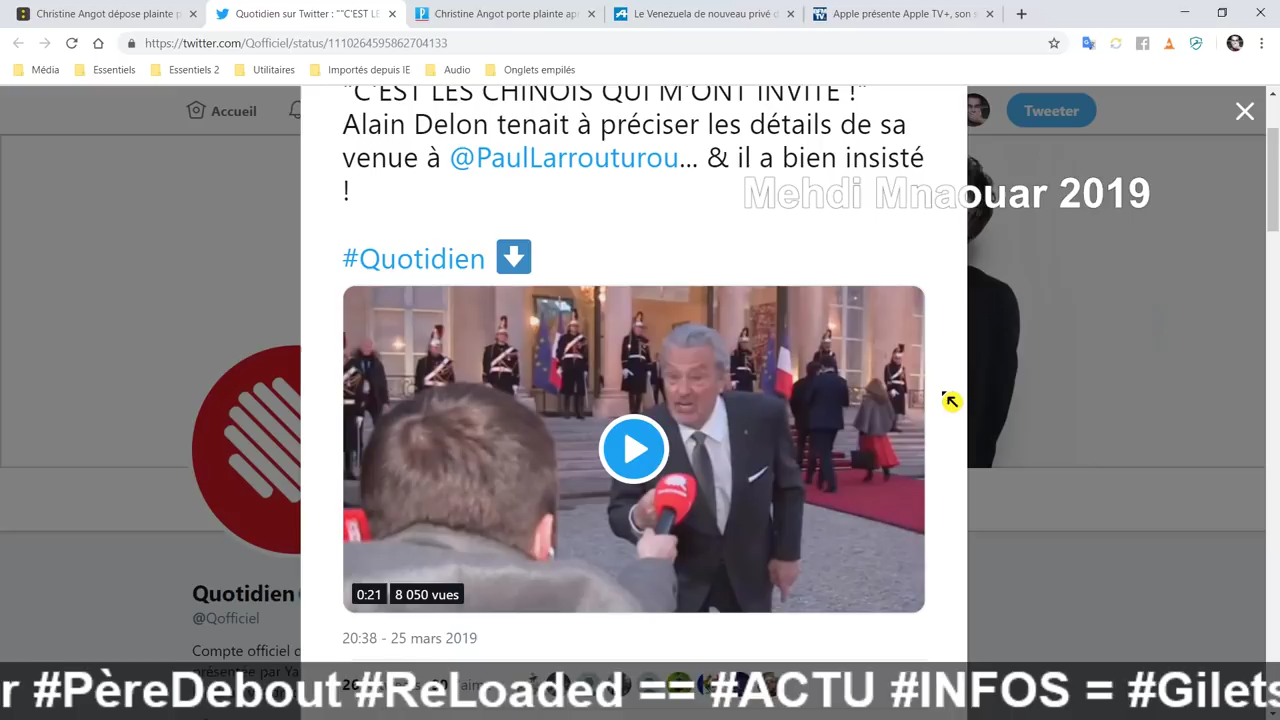 Christine Angot dépose plainte p
Quotidien sur Twitter : ""C'EST LE
Christine Angot porte plainte apr
Le Venezuela de nouveau privé d
Apple présente Apple TV+, son s
https://twitter.com/Qofficiel/status/1110264595862704133
Média
Essentiels
Essentiels 2
Utilitaires
Importés depuis IE
Audio
Onglets empilés
Accueil
Tweeter
"C'EST LES CHINOIS QUI M'ONT INVITÉ !"
Alain Delon tenait à préciser les détails de sa
venue à @PaulLarrouturou... & il a bien insisté
!
Mehdi Mnaouar 2019
#Quotidien
0:21
8 050 vues
20:38 - 25 mars 2019
Quotidien
@Qofficiel
Compte officiel
r #PèreDebout #ReLoaded == #ACTU #INFOS = #Gilets